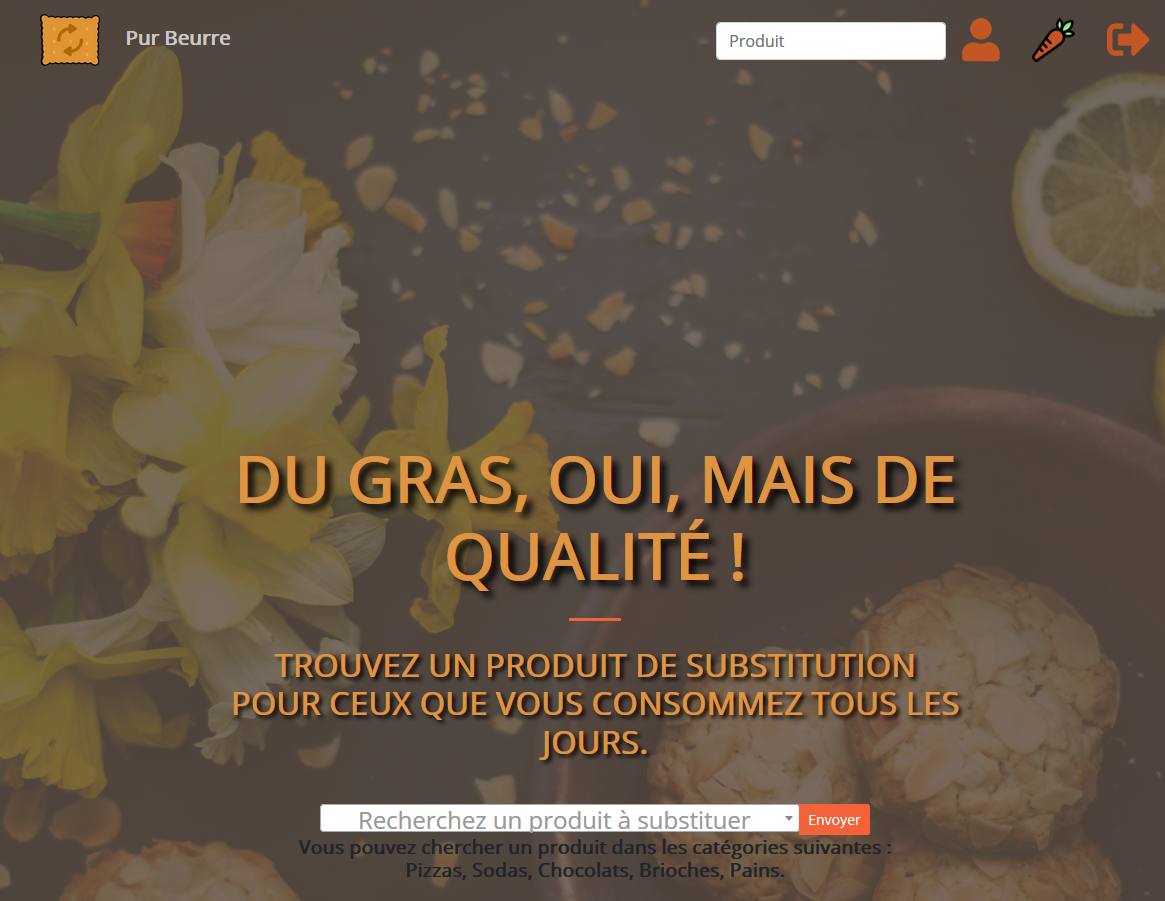 Pur Beurre
Produit
DU GRAS, OUI, MAIS DE
QUALITÉ !
TROUVEZ UN PRODUIT DE SUBSTITUTION
POUR CEUX QUE VOUS CONSOMMEZ TOUS LES
JOURS.
Recherchez un produit à substituer
Envoyer
Vous pouvez chercher un produit dans les catégories suivantes :
Pizzas, Sodas, Chocolats, Brioches, Pains.